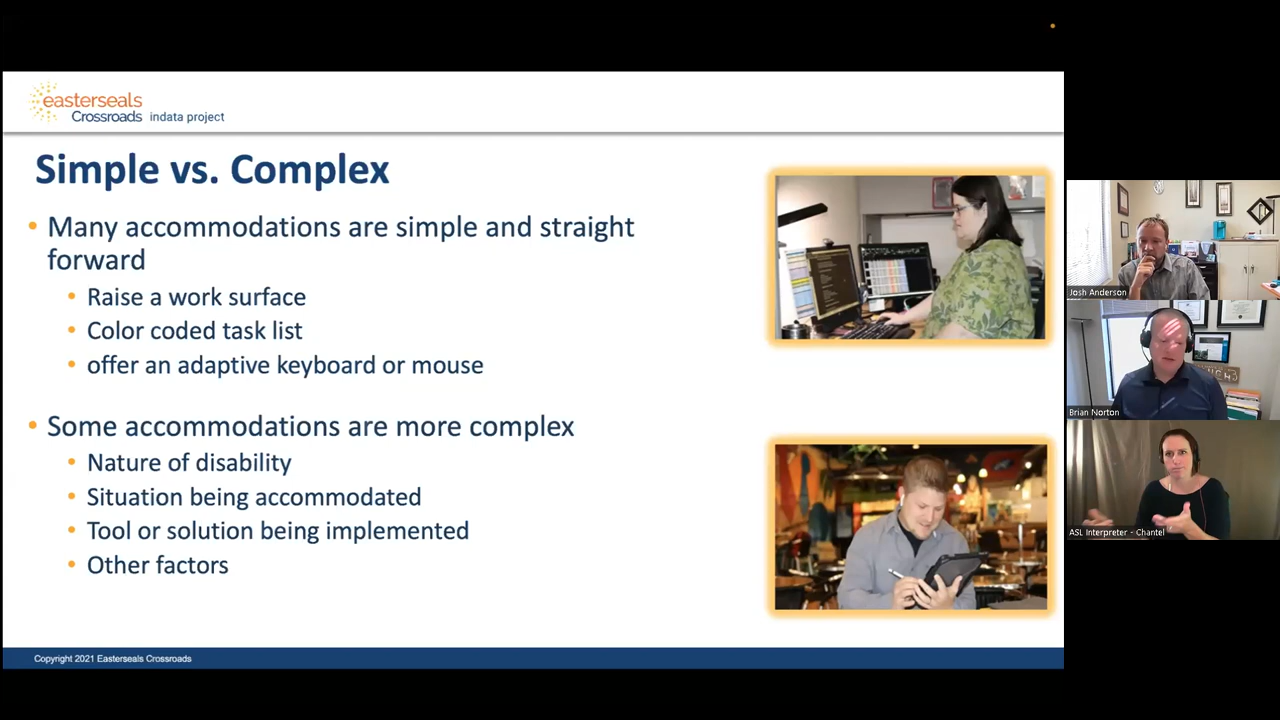 easterseals
Crossroads indata project
Simple vs. Complex
• Many accommodations are simple and straight
forward
• Raise a work surface
• Color coded task list
• offer an adaptive keyboard or mouse
• Some accommodations are more complex
• Nature of disability
• Situation being accommodated
• Tool or solution being implemented
• Other factors
Copyright 2021 Easterseals Crossroads
Josh Anderson
Brian Norton
ASL Interpreter - Chantel